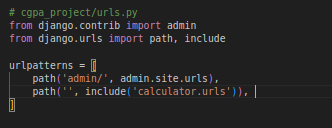 # cgpa_project/urls.py
from django.contrib import admin
from django.urls import path, include

urlpatterns = [
    path('admin/', admin.site.urls),
    path('', include('calculator.urls')),
]